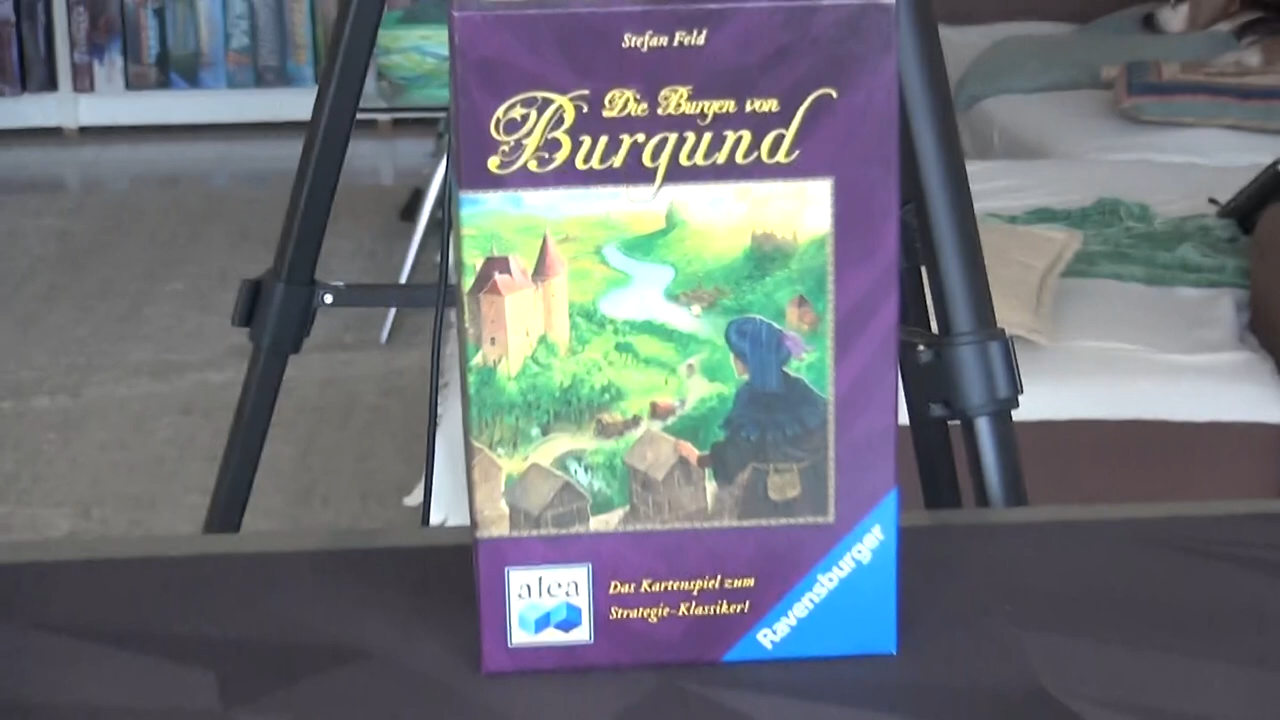 Stefan Feld
Die Burgen von
Burgund
alea
Das Kartenspiel zum
Strategie-Klassiker!
Ravensburger